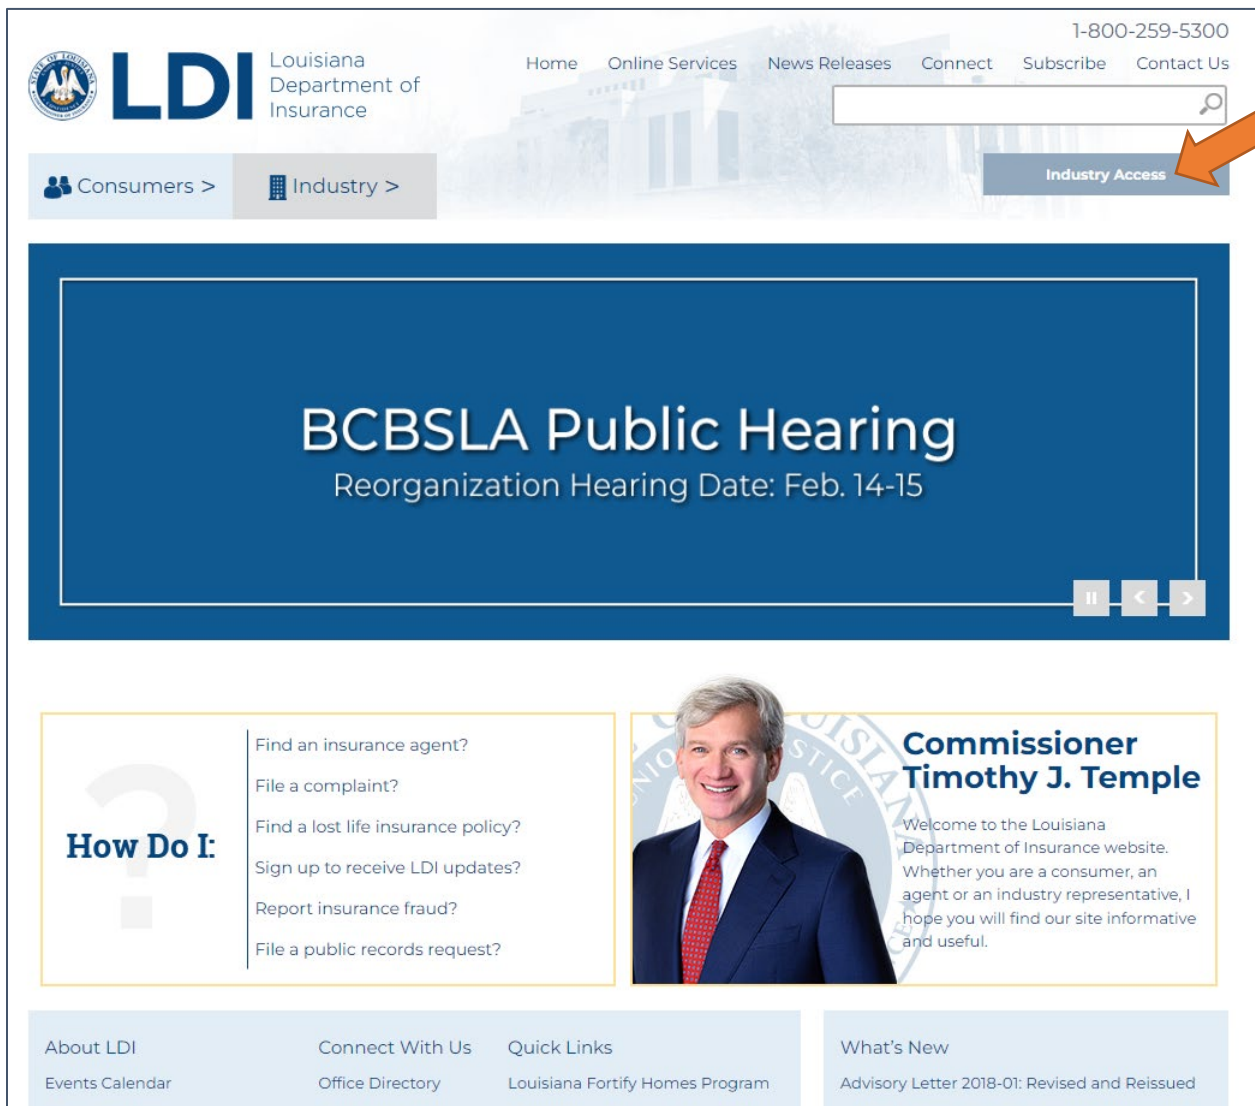 1-800-259-5300
LDI
Louisiana
Department of
Insurance
Home Online Services News Releases Connect Subscribe Contact Us
Consumers >
Industry >
Industry Access
BCBSLA Public Hearing
Reorganization Hearing Date: Feb. 14-15
How Do I:
Find an insurance agent?
File a complaint?
Find a lost life insurance policy?
Sign up to receive LDI updates?
Report insurance fraud?
File a public records request?
Commissioner
Timothy J. Temple
Welcome to the Louisiana
Department of Insurance website.
Whether you are a consumer, an
agent or an industry representative, I
hope you will find our site informative
and useful.
About LDI
Events Calendar
Connect With Us
Office Directory
Quick Links
Louisiana Fortify Homes Program
What's New
Advisory Letter 2018-01: Revised and Reissued